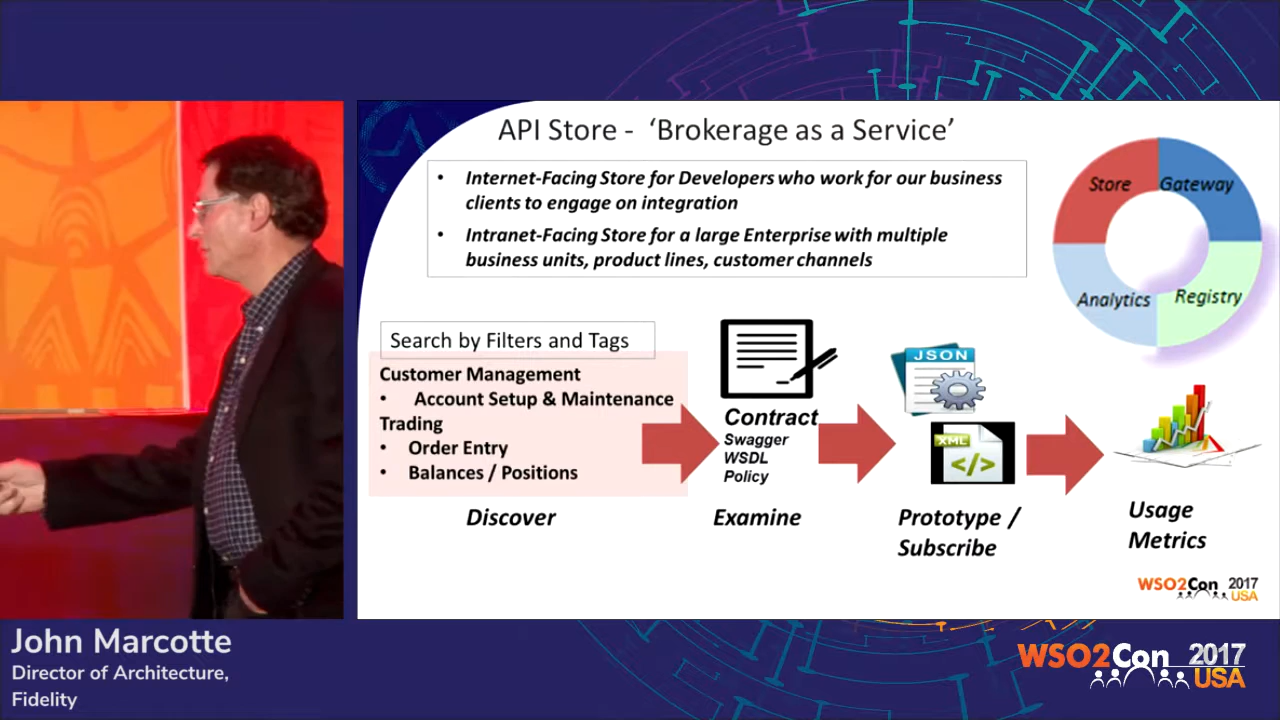 API Store - ‘Brokerage as a Service’
• Internet-Facing Store for Developers who work for our business
clients to engage on integration
• Intranet-Facing Store for a large Enterprise with multiple
business units, product lines, customer channels
Store
Gateway
Analytics
Registry
Search by Filters and Tags
Customer Management
• Account Setup & Maintenance
Trading
• Order Entry
• Balances / Positions
Discover
Contract
Swagger
WSDL
Policy
Examine
JSON
XML
</>
Prototype /
Subscribe
Usage
Metrics
WSO2Con 2017
USA
John Marcotte
Director of Architecture,
Fidelity
WSO2Con 2017
USA